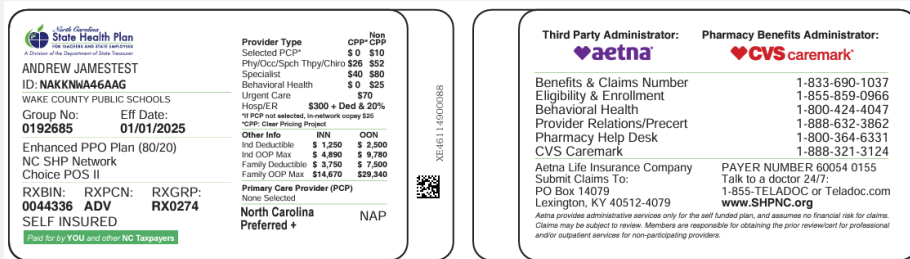 North Carolina
State Health Plan
FOR TEACHERS AND STATE EMPLOYEES
A Division of the Department of State Treasurer
ANDREW JAMESTEST
ID: NAKKNWA46AAG
WAKE COUNTY PUBLIC SCHOOLS
Group No: Eff Date:
0192685 01/01/2025
Enhanced PPO Plan (80/20)
NC SHP Network
Choice POS II
RXBIN: RXPCN: RXGRP:
0044336 ADV RX0274
SELF INSURED
Paid for by YOU and other NC Taxpayers
Non
Provider Type CPP* CPP
Selected PCP* $ 0 $10
Phy/Occ/Spch Thpy/Chiro $26 $52
Specialist $40 $80
Behavioral Health $ 0 $25
Urgent Care $70
Hosp/ER $300 + Ded & 20%
*If PCP not selected, in-network copay $25
*CPP: Clear Pricing Project
Other Info INN OON
Ind Deductible $ 1,250 $ 2,500
Ind OOP Max $ 4,890 $ 9,780
Family Deductible $ 3,750 $ 7,500
Family OOP Max $14,670 $29,340
Primary Care Provider (PCP)
None Selected
North Carolina NAP
Preferred +
XE46114900088
Third Party Administrator: Pharmacy Benefits Administrator:
aetna® CVS caremark®
Benefits & Claims Number 1-833-690-1037
Eligibility & Enrollment 1-855-859-0966
Behavioral Health 1-800-424-4047
Provider Relations/Precert 1-888-632-3862
Pharmacy Help Desk 1-800-364-6331
CVS Caremark 1-888-321-3124
Aetna Life Insurance Company PAYER NUMBER 60054 0155
Submit Claims To: Talk to a doctor 24/7:
PO Box 14079 1-855-TELADOC or Teladoc.com
Lexington, KY 40512-4079 www.SHPNC.org
Aetna provides administrative services only for the self funded plan, and assumes no financial risk for claims.
Claims may be subject to review. Members are responsible for obtaining the prior review/cert for professional
and/or outpatient services for non-participating providers.